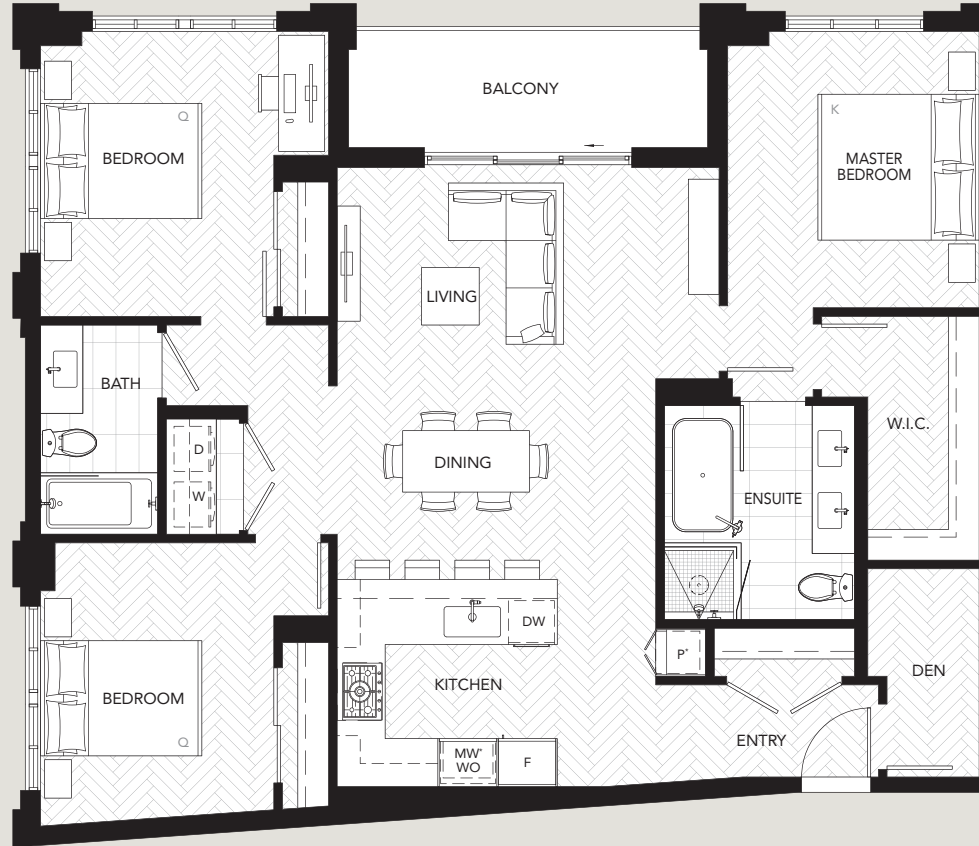 BALCONY
Q
BEDROOM
K
MASTER
BEDROOM
LIVING
BATH
W.I.C.
D
W
DINING
ENSUITE
DW
P*
DEN
KITCHEN
BEDROOM
Q
MW*
WO
F
ENTRY